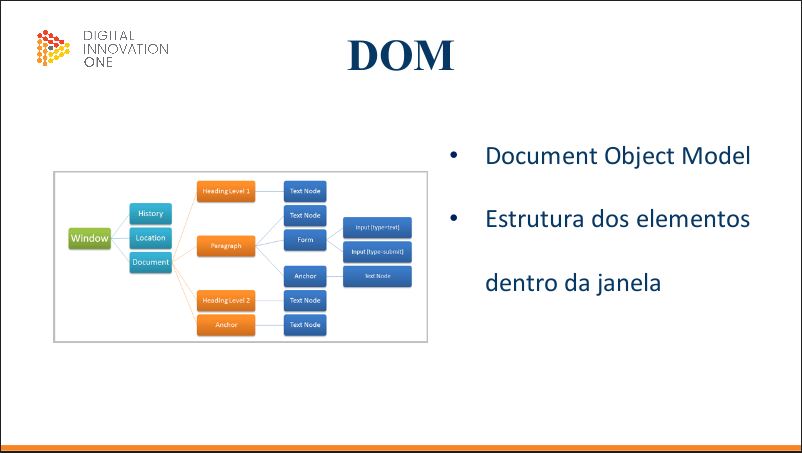 DIGITAL
INNOVATION
ONE
DOM
Window
History
Location
Document
Heading Level 1
Paragraph
Heading Level 2
Anchor
Text Node
Text Node
Form
Anchor
Text Node
Text Node
Input [type=text]
Input [type=submit]
Text Node
• Document Object Model
• Estrutura dos elementos
dentro da janela